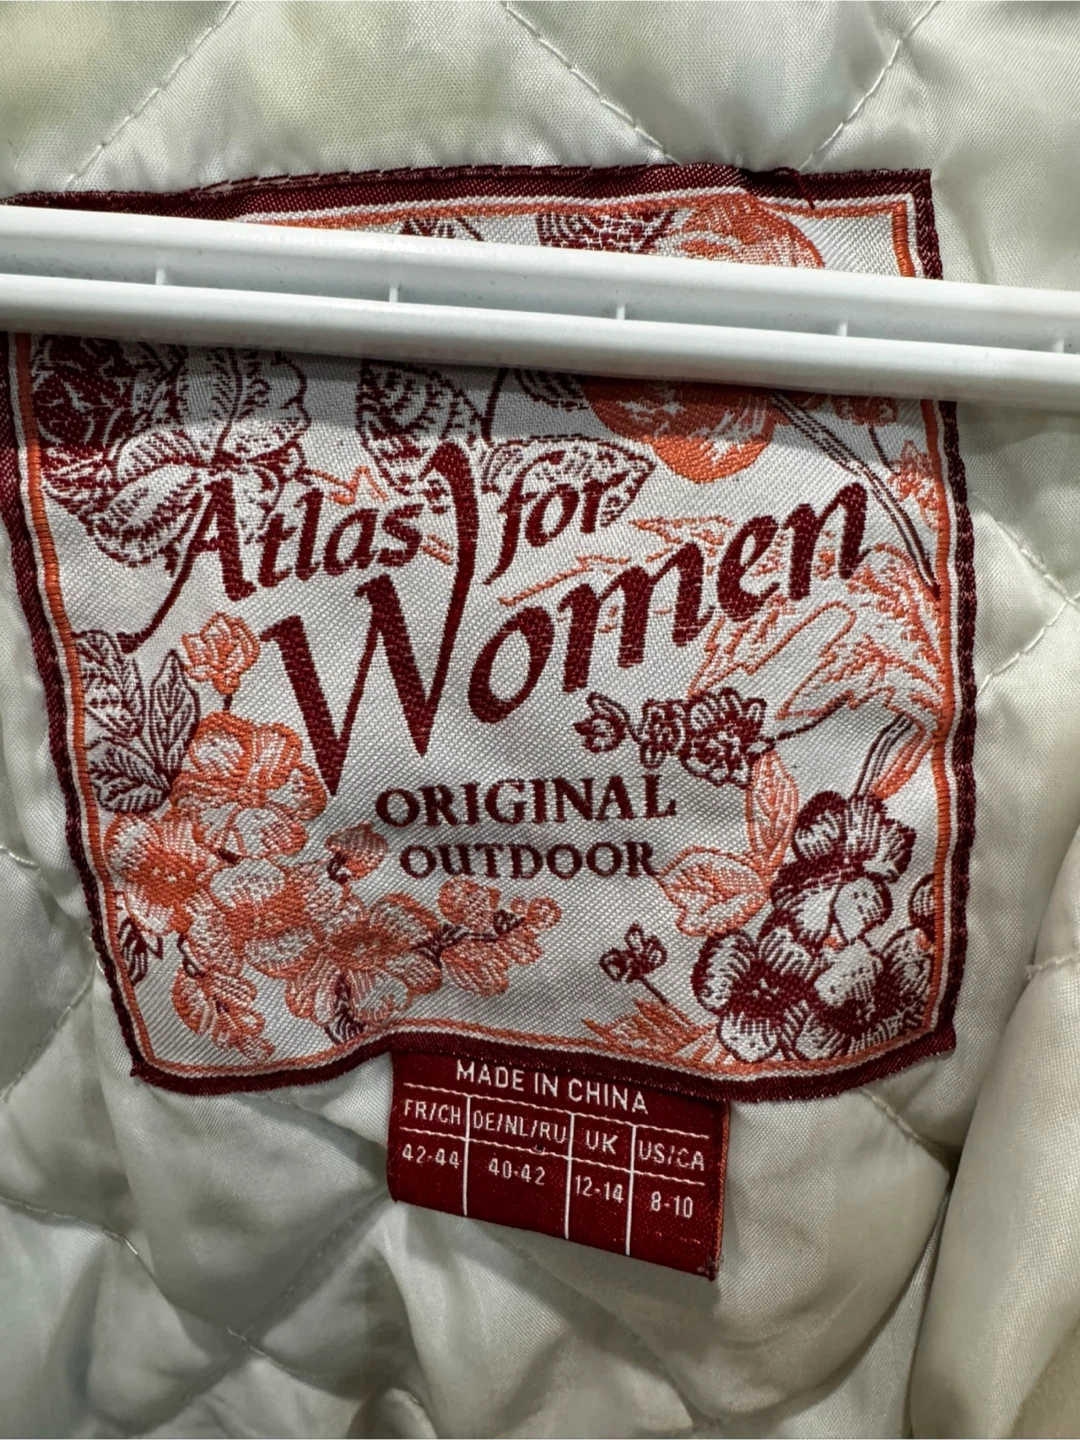 Atlas for
Women
ORIGINAL
OUTDOOR
MADE IN CHINA
FR/CH DE/NL/RU UK US/CA
42-44 40-42 12-14 8-10